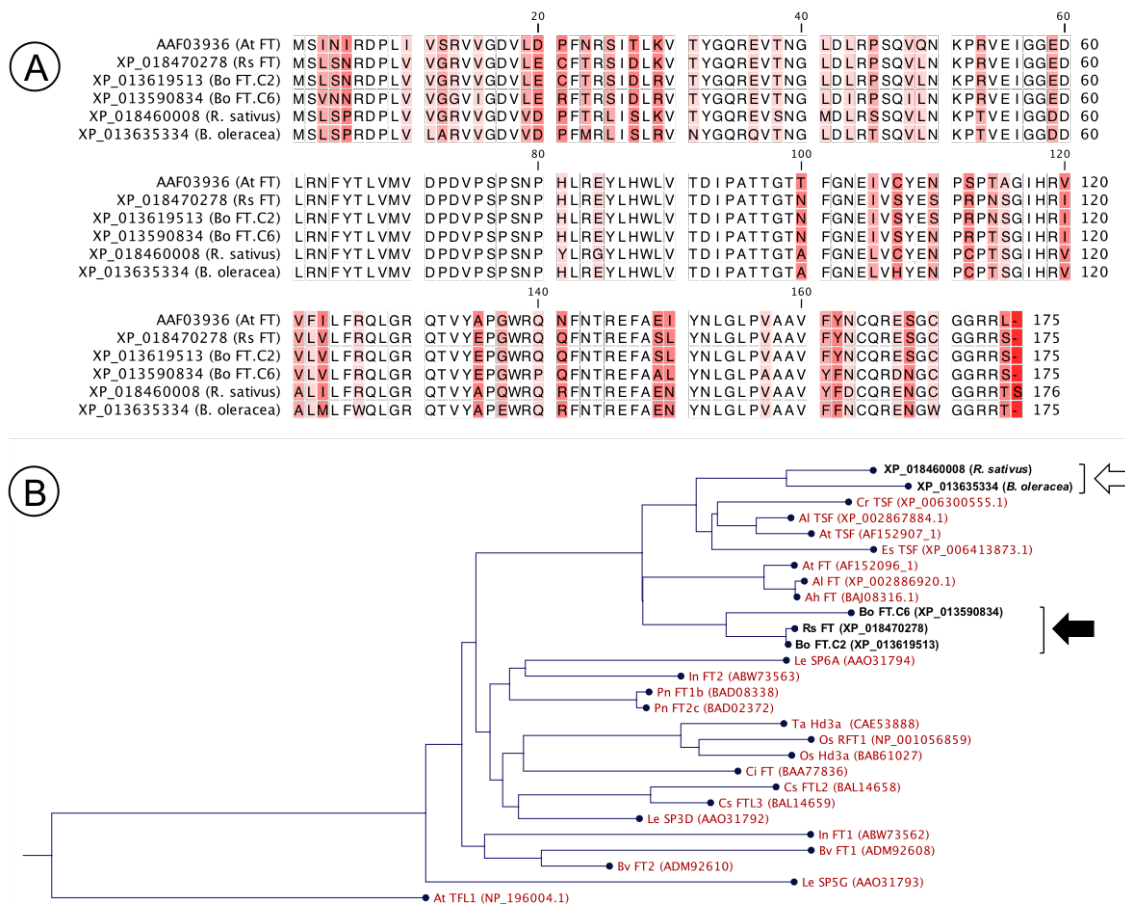 A
20 40 60
AAF03936 (At FT) MSINIRDPLI VSRVVGDVLD PFNRSITLKV TYGQREVTNG LDLRPSQVQN KPRVEIGGED 60
XP_018470278 (Rs FT) MSLSNRDPLV VGRVVGDVLE CFTRSIDLKV TYGQREVTNG LDLRPSQVLN KPRVEIGGED 60
XP_013619513 (Bo FT.C2) MSLSNRDPLV VGRVVGDVLE CFTRSIDLKV TYGQREVTNG LDLRPSQVLN KPRVEIGGED 60
XP_013590834 (Bo FT.C6) MSVNNRDPLV VGGVIGDVLE RFTRSIDLRV TYGQREVTNG LDIRPSQILN KPRVEIGGED 60
XP_018460008 (R. sativus) MSLSPRDPLV VGRVVGDVVD PFTRLISLKV TYGQREVSNG MDLRSSQVLN KPRVEIGGDD 60
XP_013635334 (B. oleracea) MSLSPRDPLV LARVVGDVVD PFMRLISLRV NYGQRQVTNG LDLRTSQVLN KPTVEIGGDD 60
80 100 120
AAF03936 (At FT) LRNFYTLVMV DPDVPSPSNP HLREYLHWLV TDIPATTGTT FGNEIVCYEN PSPTAGIHRV 120
XP_018470278 (Rs FT) LRNFYTLVMV DPDVPSPSNP HLREYLHWLV TDIPATTGTN FGNEIVSYES PRPNSGIHRI 120
XP_013619513 (Bo FT.C2) LRNFYTLVMV DPDVPSPSNP HLREYLHWLV TDIPATTGTN FGNEIVSYES PRPNSGIHRI 120
XP_013590834 (Bo FT.C6) LRNFYTLVMV DPDVPSPSNP HLREYLHWLV TDIPATTGTN FGNEIVSYEN PRPTSGIHRI 120
XP_018460008 (R. sativus) LRNFYTLVMV DPDVPSPSNP YLRGYLHWLV TDIPATTGTA FGNELVCYEN PCPTSGIHRV 120
XP_013635334 (B. oleracea) LRNFYTLVMV DPDVPSPSNP HLREYLHWLV TDIPATTGTA FGNELVHYEN PCPTSGIHRV 120
140 160
AAF03936 (At FT) VFILFRQLGR QTVYAPGWRQ NFNTREFAEI YNLGLPVAAV FYNCQRESGC GGRRL- 175
XP_018470278 (Rs FT) VLVLFRQLGR QTVYEPGWRQ QFNTREFASL YNLGLPVAAV FYNCQRESGC GGRRS- 175
XP_013619513 (Bo FT.C2) VLVLFRQLGR QTVYEPGWRQ QFNTREFASL YNLGLPVAAV FYNCQRESGC GGRRS- 175
XP_013590834 (Bo FT.C6) VLVLFRQLGR QTVYEPGWRP QFNTREFAAL YNLGLPVAAV YFNCQRDNGC GGRRS- 175
XP_018460008 (R. sativus) ALILFRQLGR QTVYAPQWRQ RFNTREFAEN YNLGLPVAAV YFDCQRESGC GGRRTS 176
XP_013635334 (B. oleracea) ALMLFWQLGR QTVYAPEWRQ RFNTREFAEN YNLGLPVAAV FFNCQRENGW GGRRT- 175
B
XP_018460008 (R. sativus)
XP_013635334 (B. oleracea)
Cr TSF (XP_006300555.1)
Al TSF (XP_002867884.1)
At TSF (AF152907_1)
Es TSF (XP_006413873.1)
At FT (AF152096_1)
Al FT (XP_002886920.1)
Ah FT (BAJ08316.1)
Bo FT.C6 (XP_013590834)
Rs FT (XP_018470278)
Bo FT.C2 (XP_013619513)
Le SP6A (AAO31794)
In FT2 (ABW73563)
Pn FT1b (BAD08338)
Pn FT2c (BAD02372)
Ta Hd3a (CAE53888)
Os RFT1 (NP_001056859)
Os Hd3a (BAB61027)
Ci FT (BAA77836)
Cs FTL2 (BAL14658)
Cs FTL3 (BAL14659)
Le SP3D (AAO31792)
In FT1 (ABW73562)
Bv FT1 (ADM92608)
Bv FT2 (ADM92610)
Le SP5G (AAO31793)
At TFL1 (NP_196004.1)